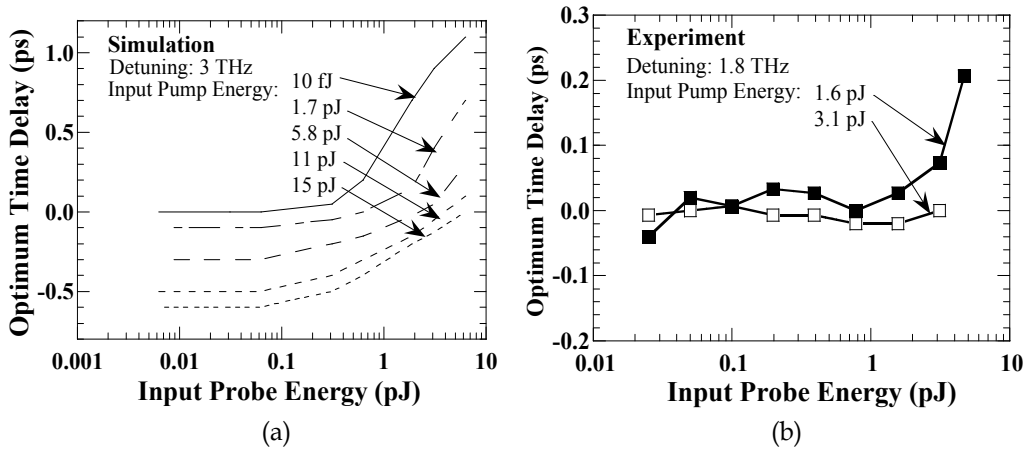 Simulation
Detuning: 3 THz
Input Pump Energy:
10 fJ
1.7 pJ
5.8 pJ
11 pJ
15 pJ
Optimum Time Delay (ps)
1.0
0.5
0.0
-0.5
0.001
0.01
0.1
1
10
Input Probe Energy (pJ)
(a)
Experiment
Detuning: 1.8 THz
Input Pump Energy:
1.6 pJ
3.1 pJ
Optimum Time Delay (ps)
0.3
0.2
0.1
0.0
-0.1
-0.2
0.01
0.1
1
10
Input Probe Energy (pJ)
(b)